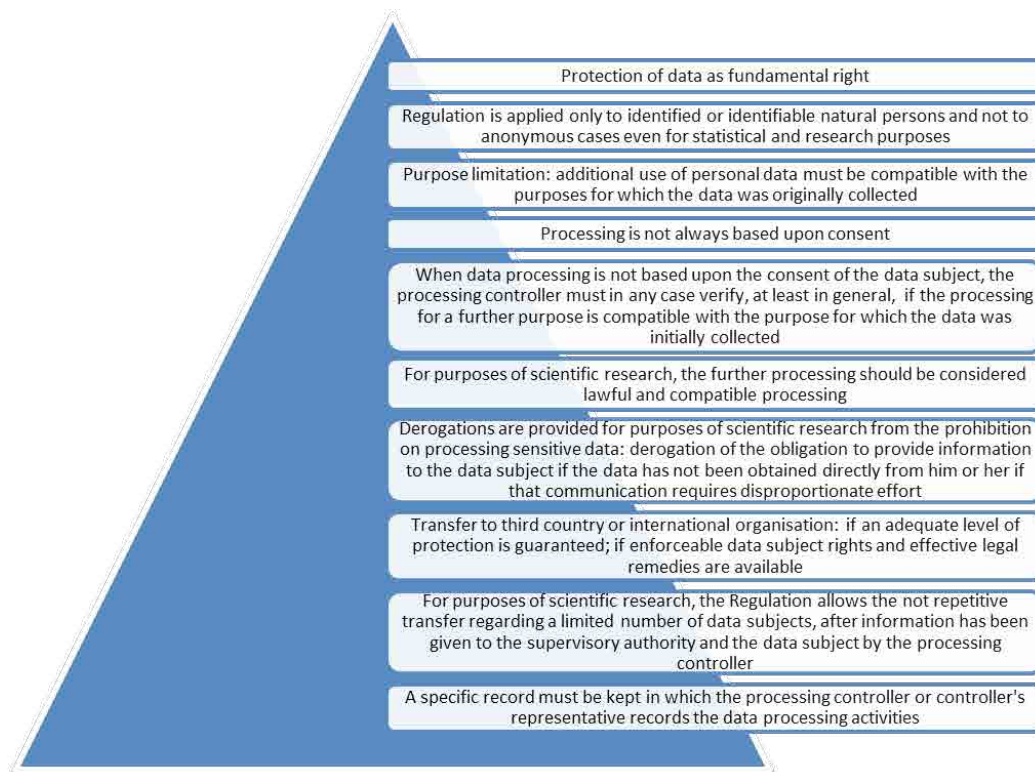 Protection of data as fundamental right
Regulation is applied only to identified or identifiable natural persons and not to
anonymous cases even for statistical and research purposes
Purpose limitation: additional use of personal data must be compatible with the
purposes for which the data was originally collected
Processing is not always based upon consent
When data processing is not based upon the consent of the data subject, the
processing controller must in any case verify, at least in general, if the processing
for a further purpose is compatible with the purpose for which the data was
initially collected
For purposes of scientific research, the further processing should be considered
lawful and compatible processing
Derogations are provided for purposes of scientific research from the prohibition
on processing sensitive data: derogation of the obligation to provide information
to the data subject if the data has not been obtained directly from him or her if
that communication requires disproportionate effort
Transfer to third country or international organisation: if an adequate level of
protection is guaranteed; if enforceable data subject rights and effective legal
remedies are available
For purposes of scientific research, the Regulation allows the not repetitive
transfer regarding a limited number of data subjects, after information has been
given to the supervisory authority and the data subject by the processing
controller
A specific record must be kept in which the processing controller or controller's
representative records the data processing activities